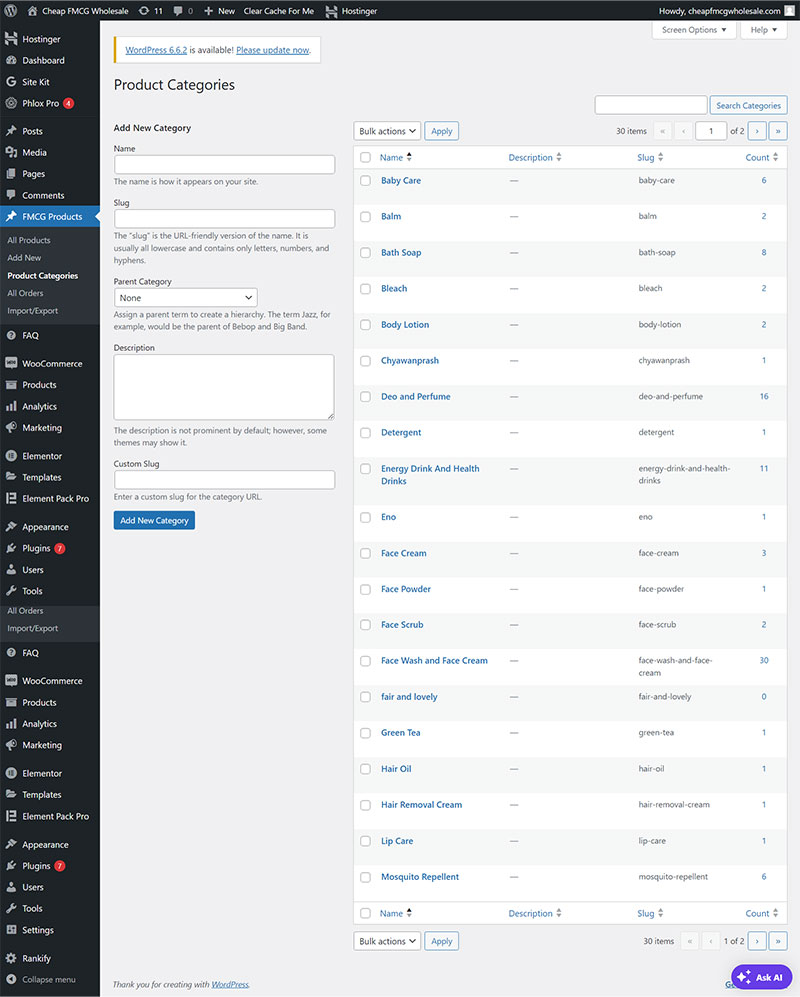 Cheap FMCG Wholesale 11 0 New Clear Cache For Me Hostinger Howdy, cheapfmcgwholesale.com
Screen Options Help
Hostinger
Dashboard
Site Kit
Phlox Pro 4
Posts
Media
Pages
Comments
FMCG Products
All Products
Add New
Product Categories
All Orders
Import/Export
FAQ
WooCommerce
Products
Analytics
Marketing
Elementor
Templates
Element Pack Pro
Appearance
Plugins 7
Users
Tools
All Orders
Import/Export
FAQ
WooCommerce
Products
Analytics
Marketing
Elementor
Templates
Element Pack Pro
Appearance
Plugins 7
Users
Tools
Settings
Rankify
Collapse menu
WordPress 6.6.2 is available! Please update now.
Product Categories
Search Categories
Add New Category
Name
The name is how it appears on your site.
Slug
The "slug" is the URL-friendly version of the name. It is
usually all lowercase and contains only letters, numbers, and
hyphens.
Parent Category
None
Assign a parent term to create a hierarchy. The term Jazz, for
example, would be the parent of Bebop and Big Band.
Description
The description is not prominent by default; however, some
themes may show it.
Custom Slug
Enter a custom slug for the category URL.
Add New Category
Bulk actions Apply 30 items « ‹ 1 of 2 › »
Name Description Slug Count
Baby Care — baby-care 6
Balm — balm 2
Bath Soap — bath-soap 8
Bleach — bleach 2
Body Lotion — body-lotion 2
Chyawanprash — chyawanprash 1
Deo and Perfume — deo-and-perfume 16
Detergent — detergent 1
Energy Drink And Health — energy-drink-and-health- 11
Drinks drinks
Eno — eno 1
Face Cream — face-cream 3
Face Powder — face-powder 1
Face Scrub — face-scrub 2
Face Wash and Face Cream — face-wash-and-face- 30
cream
fair and lovely — fair-and-lovely 0
Green Tea — green-tea 1
Hair Oil — hair-oil 1
Hair Removal Cream — hair-removal-cream 1
Lip Care — lip-care 1
Mosquito Repellent — mosquito-repellent 6
Name Description Slug Count
Bulk actions Apply 30 items « ‹ 1 of 2 › »
Thank you for creating with WordPress.
Ask AI